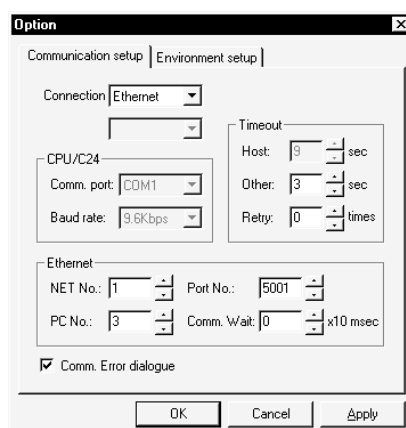 Option
Communication setup Environment setup
Connection Ethernet
Timeout
Host: 9 sec
CPU/C24
Comm. port: COM1
Other: 3 sec
Baud rate: 9.6Kbps
Retry: 0 times
Ethernet
NET No.: 1 Port No.: 5001
PC No.: 3 Comm. Wait: 0 x10 msec
Comm. Error dialogue
OK Cancel Apply